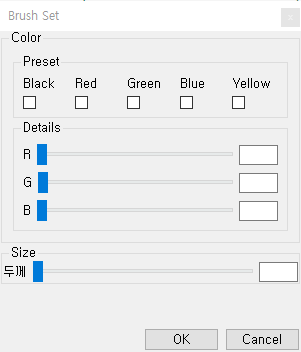 Brush Set x
Color
Preset
Black Red Green Blue Yellow
Details
R
G
B
Size
두께
OK Cancel